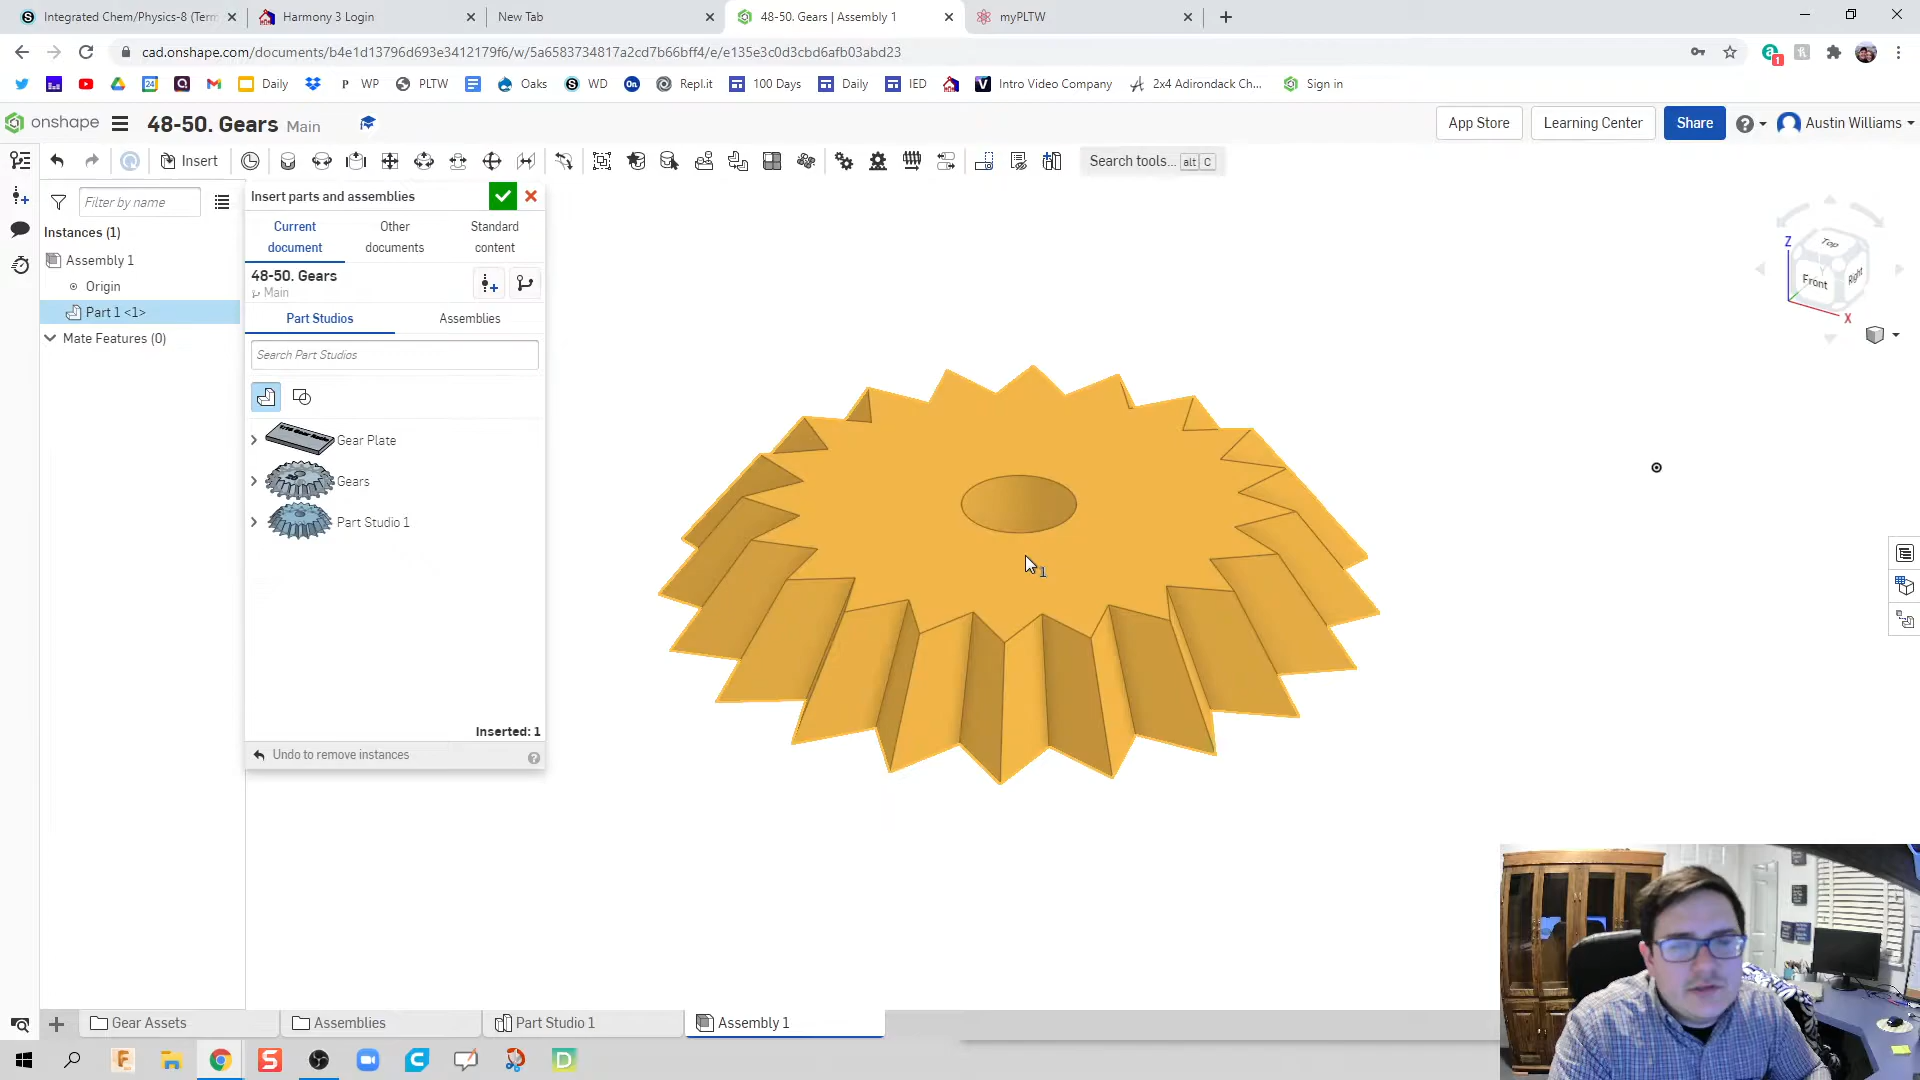 Integrated Chem/Physics-8 (Ter
Harmony 3 Login
New Tab
48-50. Gears | Assembly 1
myPLTW
cad.onshape.com/documents/b4e1d13796d693e3412179f6/w/5a6583734817a2cd7b66bff4/e/e135e3c0d3cbd6afb03abd23
Daily
P WP
PLTW
Oaks
WD
Repl.it
100 Days
Daily
IED
Intro Video Company
2x4 Adirondack Ch...
Sign in
onshape
48-50. Gears Main
App Store
Learning Center
Share
Austin Williams
Insert
Search tools... alt C
Filter by name
Instances (1)
Assembly 1
Origin
Part 1 <1>
Mate Features (0)
Insert parts and assemblies
Current document
Other documents
Standard content
48-50. Gears
Main
Part Studios
Assemblies
Search Part Studios
Gear Plate
Gears
Part Studio 1
Inserted: 1
Undo to remove instances
Z
Top
Front
Right
Y
X
1
Gear Assets
Assemblies
Part Studio 1
Assembly 1